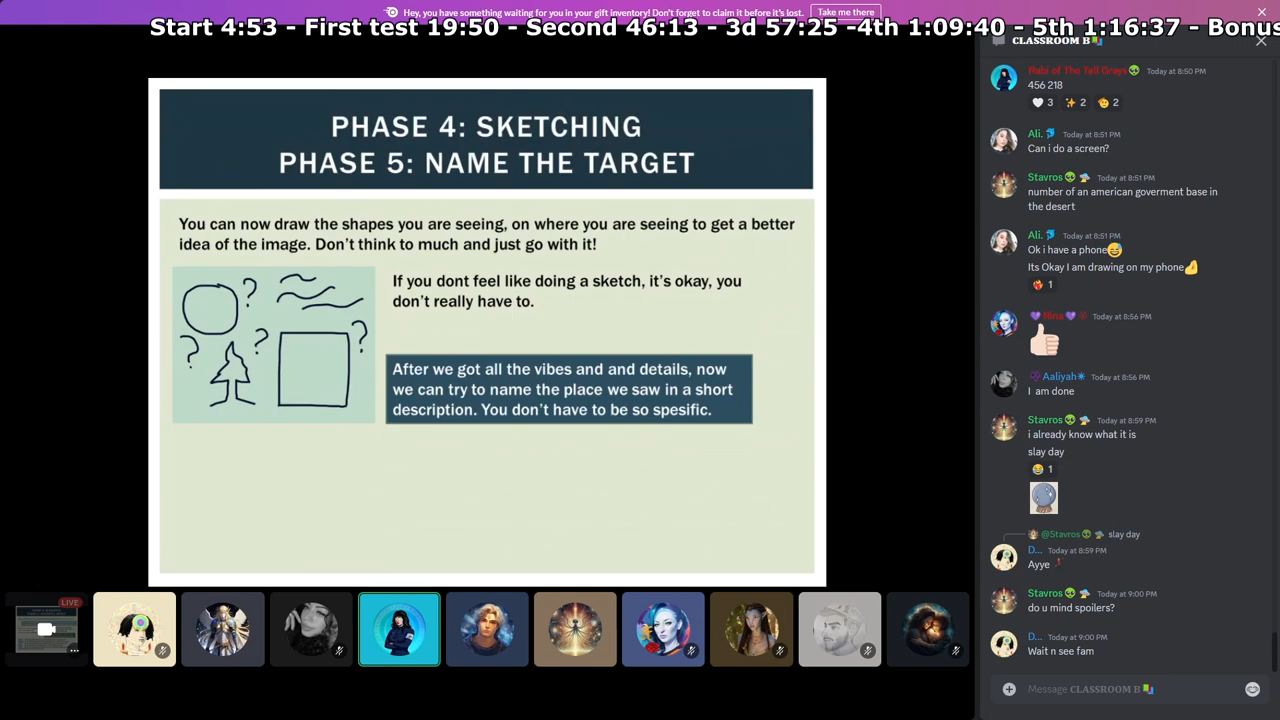 Hey, you have something waiting for you in your gift inventory! Don't forget to claim it before it's lost. Take me there
Start 4:53 - First test 19:50 - Second 46:13 - 3d 57:25 -4th 1:09:40 - 5th 1:16:37 - Bonus
PHASE 4: SKETCHING
PHASE 5: NAME THE TARGET
You can now draw the shapes you are seeing, on where you are seeing to get a better
idea of the image. Don't think to much and just go with it!
? ? ? ?
If you dont feel like doing a sketch, it's okay, you
don't really have to.
After we got all the vibes and and details, now
we can try to name the place we saw in a short
description. You don't have to be so spesific.
LIVE
CLASSROOM B
Rabi of The Tall Grays Today at 8:50 PM
456 218
3 2 2
Ali. Today at 8:51 PM
Can i do a screen?
Stavros Today at 8:51 PM
number of an american goverment base in
the desert
Ali. Today at 8:51 PM
Ok i have a phone
Its Okay I am drawing on my phone
1
Mina Today at 8:56 PM
Aaliyah Today at 8:56 PM
I am done
Stavros Today at 8:59 PM
i already know what it is
slay day
1
@Stavros slay day
D... Today at 8:59 PM
Ayye
Stavros Today at 9:00 PM
do u mind spoilers?
D... Today at 9:00 PM
Wait n see fam
Message CLASSROOM B